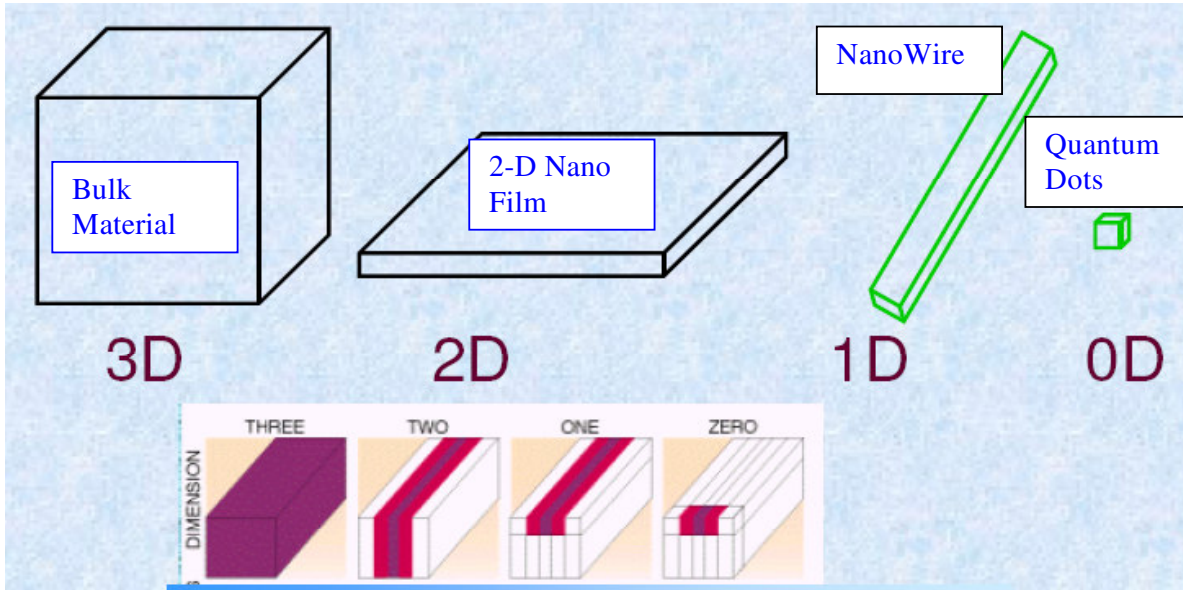 NanoWire
Quantum
Dots
2-D Nano
Film
Bulk
Material
3D
2D
1D
0D
THREE
TWO
ONE
ZERO
DIMENSION